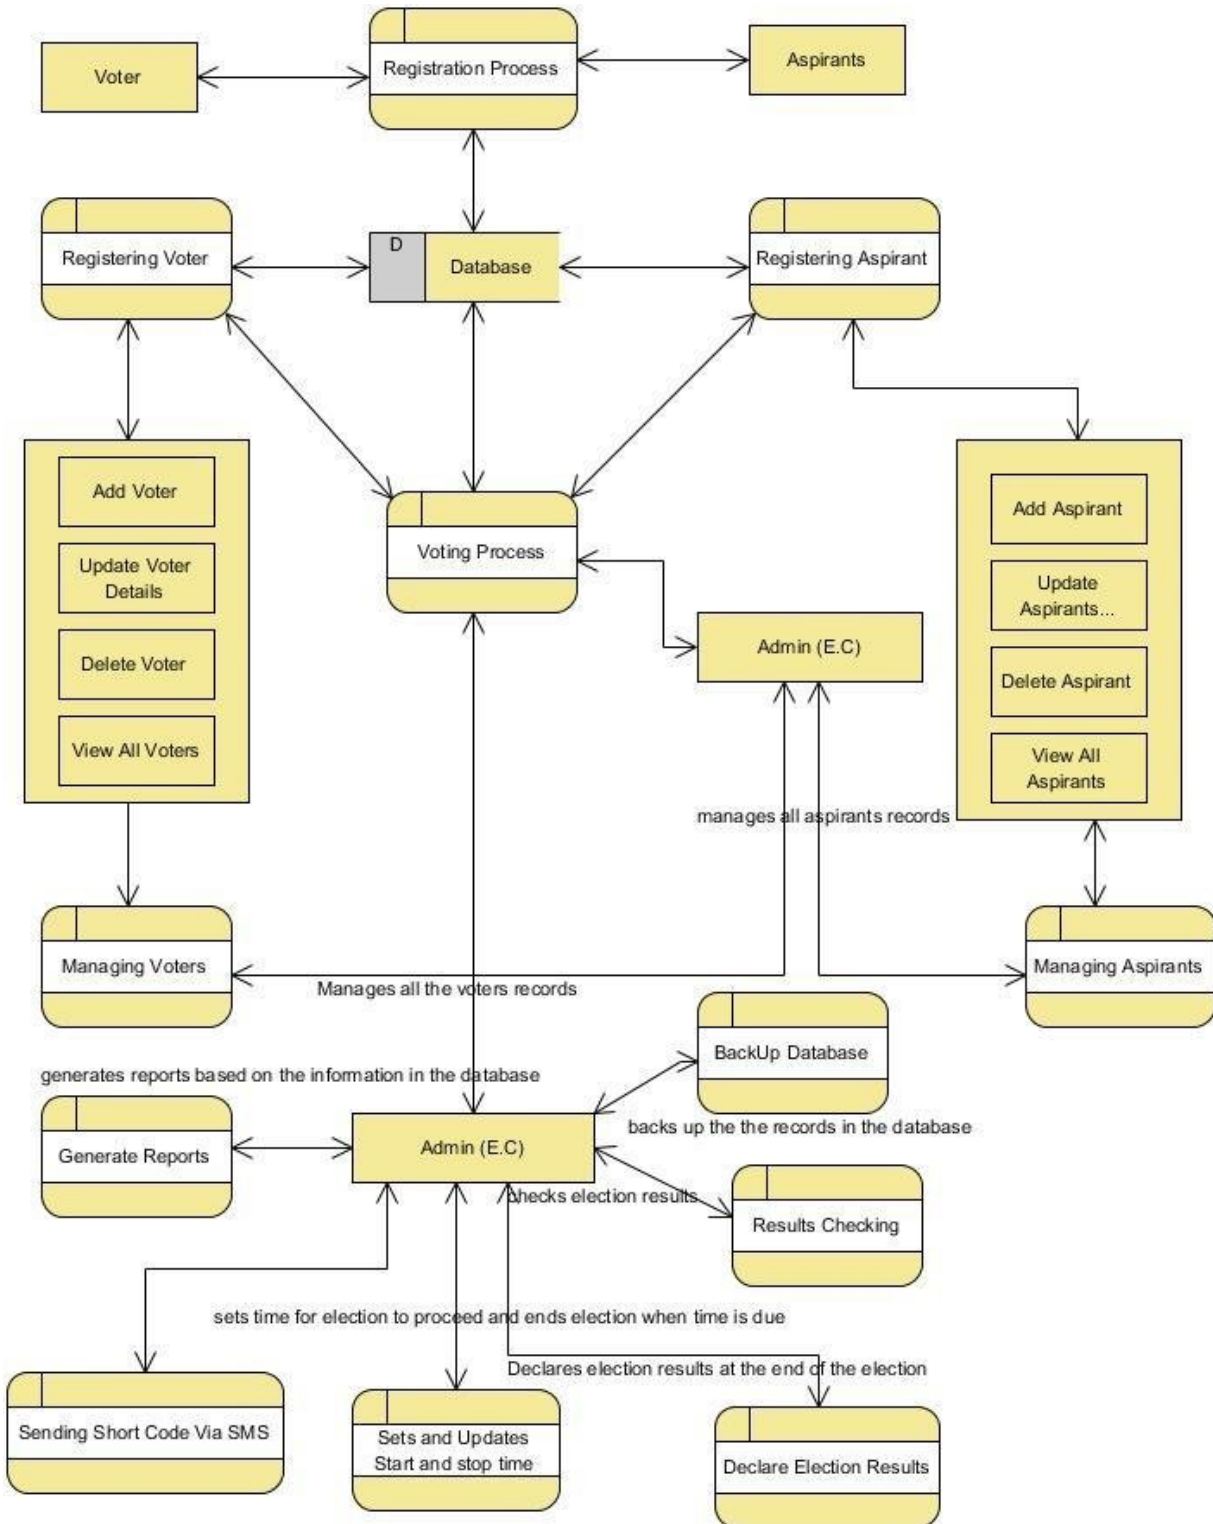 Voter
Registration Process
Aspirants
Registering Voter
D
Database
Registering Aspirant
Add Voter
Update Voter
Details
Delete Voter
View All Voters
Voting Process
Admin (E.C)
Add Aspirant
Update
Aspirants...
Delete Aspirant
View All
Aspirants
manages all aspirants records
Managing Voters
Manages all the voters records
Managing Aspirants
BackUp Database
generates reports based on the information in the database
backs up the the records in the database
Generate Reports
Admin (E.C)
checks election results
Results Checking
sets time for election to proceed and ends election when time is due
Declares election results at the end of the election
Sending Short Code Via SMS
Sets and Updates
Start and stop time
Declare Election Results